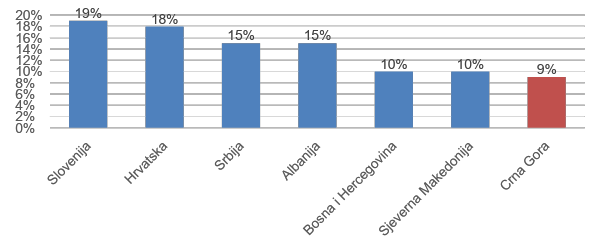 20%
18%
16%
14%
12%
10%
8%
6%
4%
2%
0%
19%
18%
15%
15%
10%
10%
9%
Slovenija
Hrvatska
Srbija
Albanija
Bosna i Hercegovina
Sjeverna Makedonija
Crna Gora